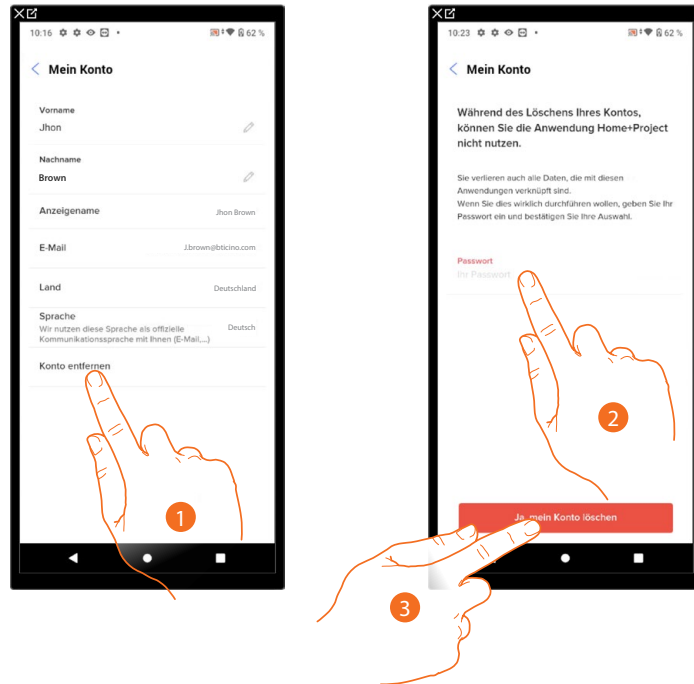 10:16
62 %
Mein Konto
Vorname
Jhon
Nachname
Brown
Anzeigename
Jhon Brown
E-Mail
J.brown@bticino.com
Land
Deutschland
Sprache
Wir nutzen diese Sprache als offizielle
Kommunikationssprache mit Ihnen (E-Mail,...)
Deutsch
Konto entfernen
1
10:23
62 %
Mein Konto
Während des Löschens Ihres Kontos,
können Sie die Anwendung Home+Project
nicht nutzen.
Sie verlieren auch alle Daten, die mit diesen
Anwendungen verknüpft sind.
Wenn Sie dies wirklich durchführen wollen, geben Sie Ihr
Passwort ein und bestätigen Sie Ihre Auswahl.
Passwort
Ihr Passwort
2
Ja, mein Konto löschen
3